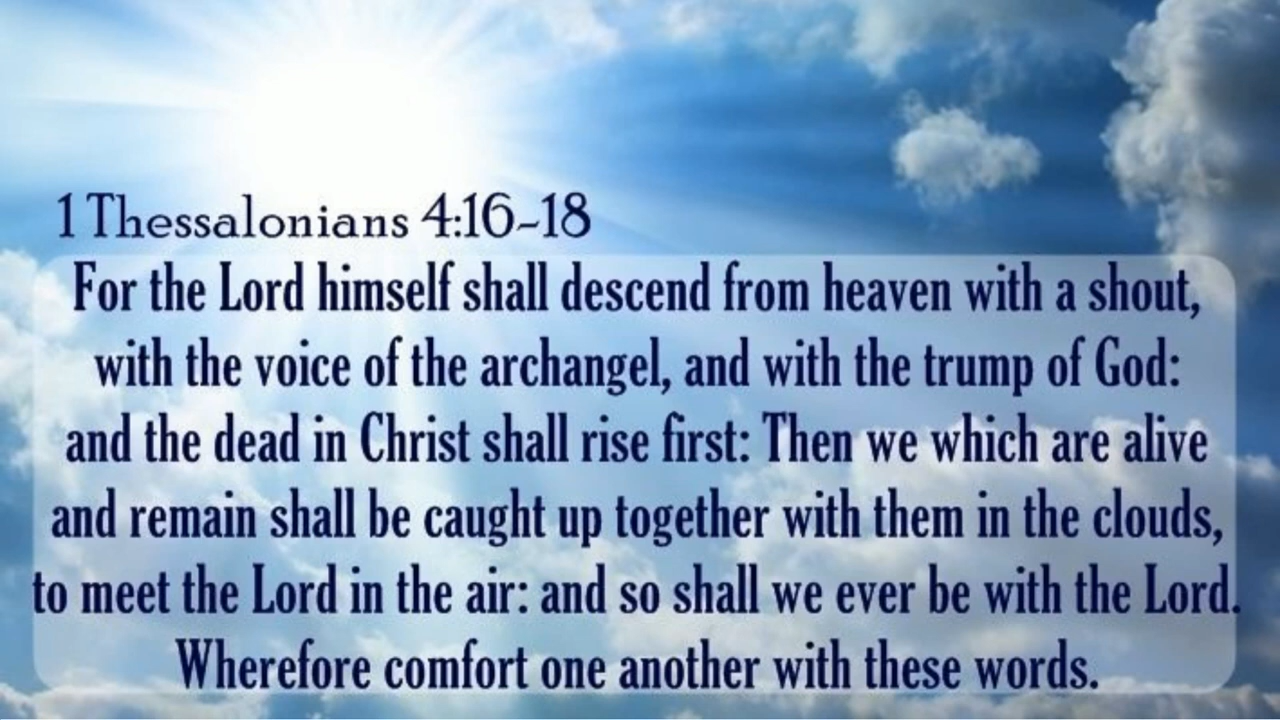 1 Thessalonians 4:16-18
For the Lord himself shall descend from heaven with a shout,
with the voice of the archangel, and with the trump of God:
and the dead in Christ shall rise first: Then we which are alive
and remain shall be caught up together with them in the clouds,
to meet the Lord in the air: and so shall we ever be with the Lord.
Wherefore comfort one another with these words.